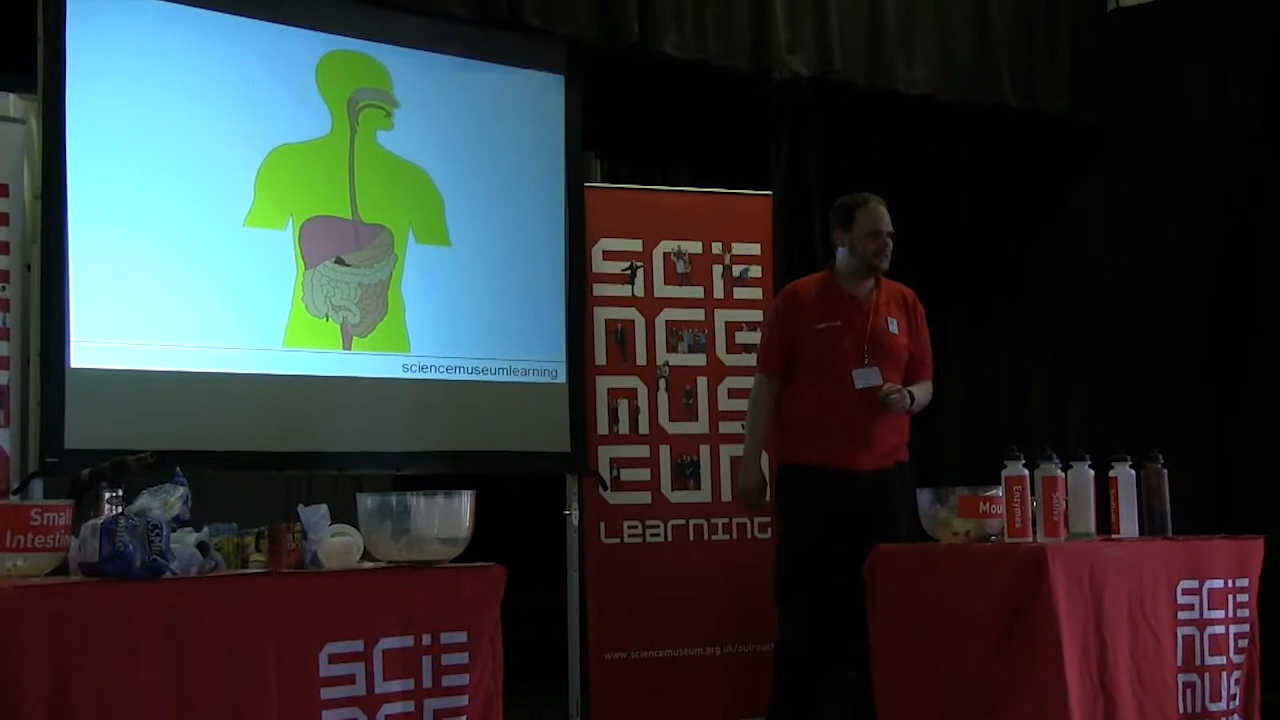 sciencemuseumlearning
SCIE
NCE
MUS
EUM
Learning
www.sciencemuseum.org.uk/outreach
Small
Intestin
Mou
Enzymes
Saliva
SCIE
NCE
SCIE
NCE
MUS